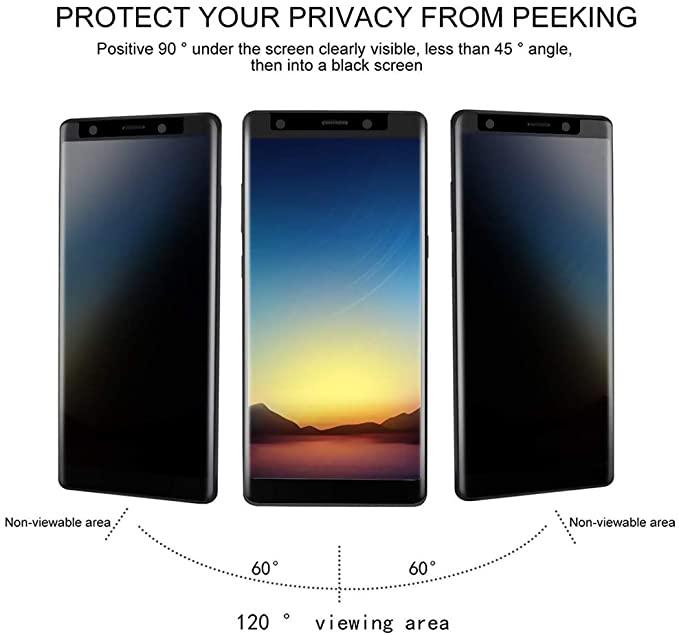 PROTECT YOUR PRIVACY FROM PEEKING
Positive 90 ° under the screen clearly visible, less than 45 ° angle,
then into a black screen
Non-viewable area
Non-viewable area
60°
60°
120 ° viewing area